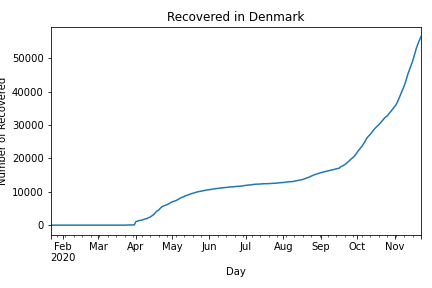 Recovered in Denmark
Number of Recovered
50000
40000
30000
20000
10000
0
Feb Mar Apr May Jun Jul Aug Sep Oct Nov
2020
Day